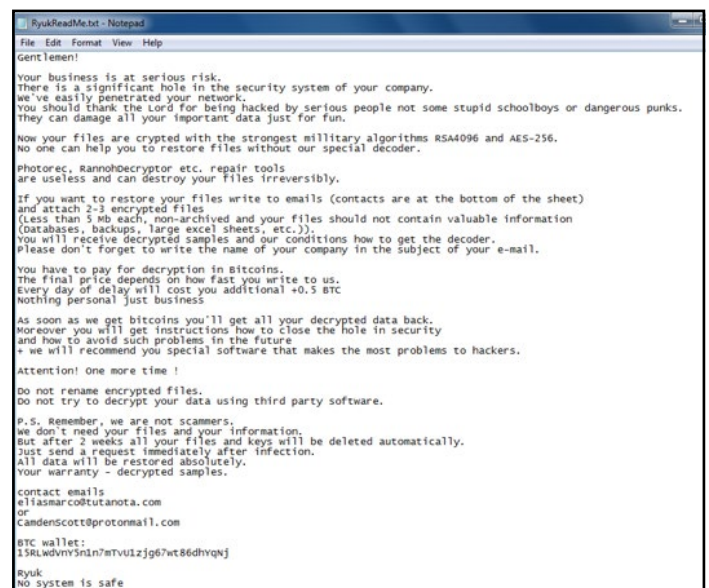 RyukReadMe.txt - Notepad
File Edit Format View Help
Gentlemen!
Your business is at serious risk.
There is a significant hole in the security system of your company.
We've easily penetrated your network.
You should thank the Lord for being hacked by serious people not some stupid schoolboys or dangerous punks.
They can damage all your important data just for fun.
Now your files are crypted with the strongest millitary algorithms RSA4096 and AES-256.
No one can help you to restore files without our special decoder.
Photorec, RannohDecryptor etc. repair tools
are useless and can destroy your files irreversibly.
If you want to restore your files write to emails (contacts are at the bottom of the sheet)
and attach 2-3 encrypted files
(Less than 5 Mb each, non-archived and your files should not contain valuable information
(Databases, backups, large excel sheets, etc.)).
You will receive decrypted samples and our conditions how to get the decoder.
Please don't forget to write the name of your company in the subject of your e-mail.
You have to pay for decryption in Bitcoins.
The final price depends on how fast you write to us.
Every day of delay will cost you additional +0.5 BTC
Nothing personal just business
As soon as we get bitcoins you'll get all your decrypted data back.
Moreover you will get instructions how to close the hole in security
and how to avoid such problems in the future
+ we will recommend you special software that makes the most problems to hackers.
Attention! One more time !
Do not rename encrypted files.
Do not try to decrypt your data using third party software.
P.S. Remember, we are not scammers.
We don`t need your files and your information.
But after 2 weeks all your files and keys will be deleted automatically.
Just send a request immediately after infection.
All data will be restored absolutely.
Your warranty - decrypted samples.
contact emails
eliasmarco@tutanota.com
or
CamdenScott@protonmail.com
BTC wallet:
15RLWdVnY5n1n7mTvU1zjg67wt86dhYqNj
Ryuk
No system is safe